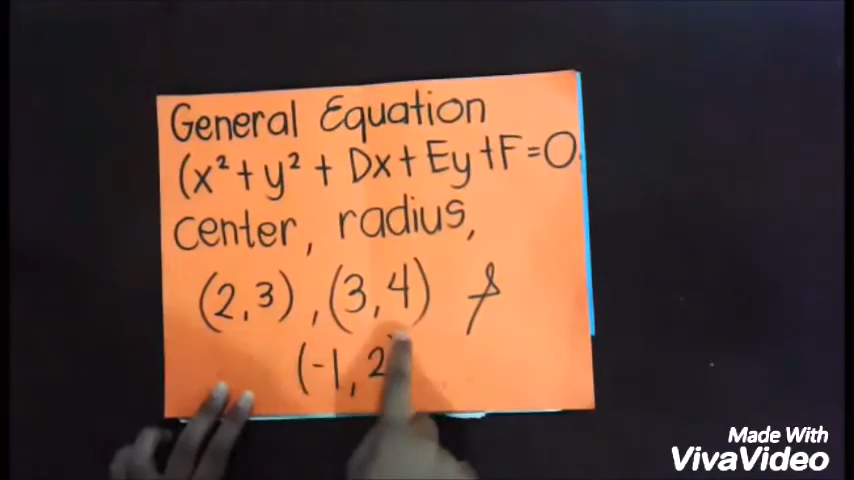 General Equation
(x² + y² + Dx + Ey + F = 0
center, radius,
(2,3), (3,4) &
(-1, 2
Made With
VivaVideo